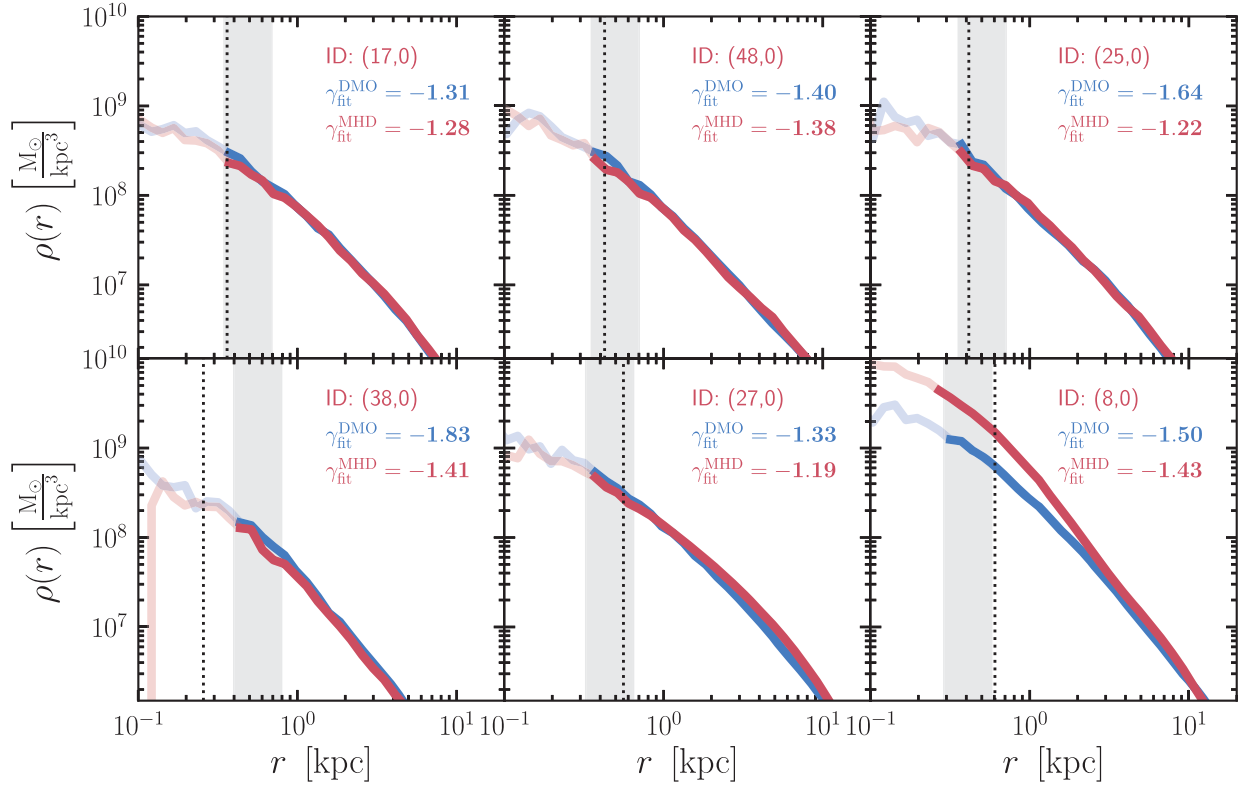 10^10
10^9
10^8
10^7
ρ(r) [M⊙/kpc^3]
ID: (17,0)
γ_fit^DMO = −1.31
γ_fit^MHD = −1.28
ID: (48,0)
γ_fit^DMO = −1.40
γ_fit^MHD = −1.38
ID: (25,0)
γ_fit^DMO = −1.64
γ_fit^MHD = −1.22
10^10
10^9
10^8
10^7
ρ(r) [M⊙/kpc^3]
ID: (38,0)
γ_fit^DMO = −1.83
γ_fit^MHD = −1.41
ID: (27,0)
γ_fit^DMO = −1.33
γ_fit^MHD = −1.19
ID: (8,0)
γ_fit^DMO = −1.50
γ_fit^MHD = −1.43
10^−1 10^0 10^1
10^−1 10^0 10^1
10^−1 10^0 10^1
r [kpc]
r [kpc]
r [kpc]